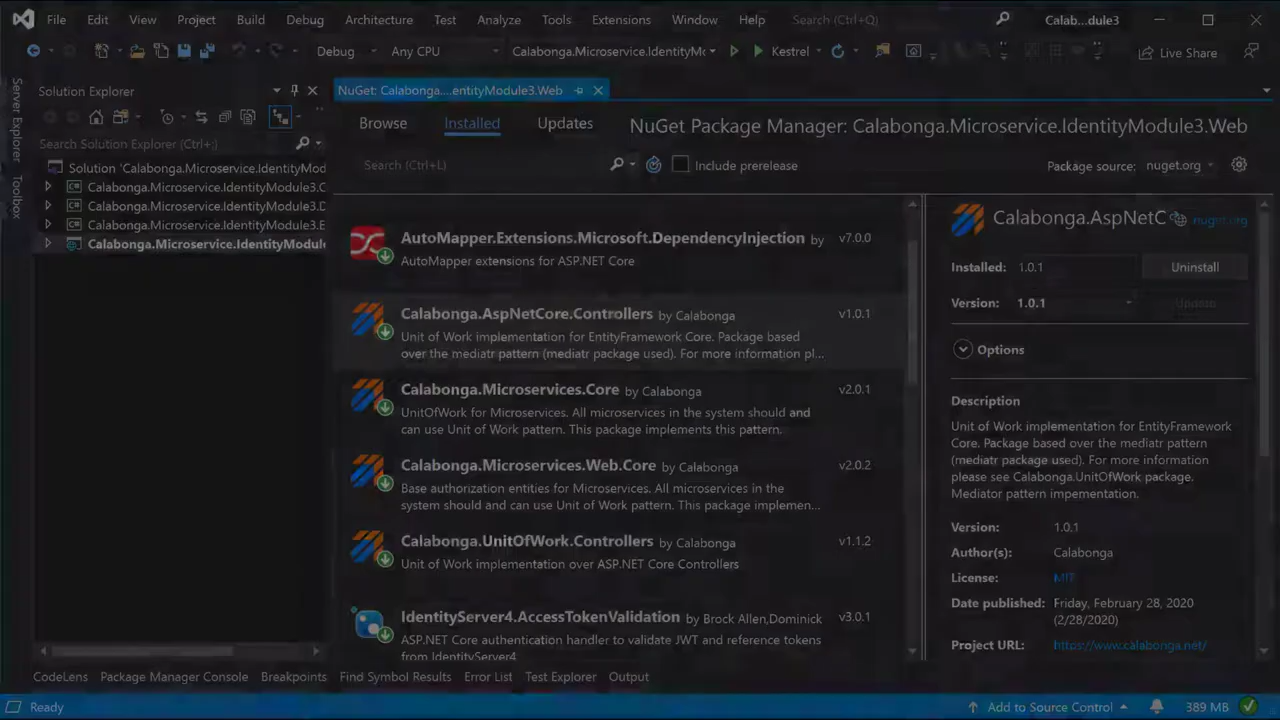 File Edit View Project Build Debug Architecture Test Analyze Tools Extensions Window Help Search (Ctrl+Q) Calab...dule3
Debug Any CPU Calabonga.Microservice.IdentityMc Kestrel Live Share
Server Explorer
Toolbox
Solution Explorer
Search Solution Explorer (Ctrl+;)
Solution 'Calabonga.Microservice.IdentityMod
Calabonga.Microservice.IdentityModule3.C
Calabonga.Microservice.IdentityModule3.D
Calabonga.Microservice.IdentityModule3.E
Calabonga.Microservice.IdentityModule
NuGet: Calabonga....entityModule3.Web
Browse Installed Updates
NuGet Package Manager: Calabonga.Microservice.IdentityModule3.Web
Search (Ctrl+L) Include prerelease Package source: nuget.org
AutoMapper.Extensions.Microsoft.DependencyInjection by v7.0.0
AutoMapper extensions for ASP.NET Core
Calabonga.AspNetCore.Controllers by Calabonga v1.0.1
Unit of Work implementation for EntityFramework Core. Package based
over the mediatr pattern (mediatr package used). For more information pl...
Calabonga.Microservices.Core by Calabonga v2.0.1
UnitOfWork for Microservices. All microservices in the system should and
can use Unit of Work pattern. This package implements this pattern.
Calabonga.Microservices.Web.Core by Calabonga v2.0.2
Base authorization entities for Microservices. All microservices in the
system should and can use Unit of Work pattern. This package implemen...
Calabonga.UnitOfWork.Controllers by Calabonga v1.1.2
Unit of Work implementation over ASP.NET Core Controllers
IdentityServer4.AccessTokenValidation by Brock Allen,Dominick v3.0.1
ASP.NET Core authentication handler to validate JWT and reference tokens
from IdentityServer4
Calabonga.AspNetC nuget.org
Installed: 1.0.1 Uninstall
Version: 1.0.1 Update
Options
Description
Unit of Work implementation for EntityFramework
Core. Package based over the mediatr pattern
(mediatr package used). For more information
please see Calabonga.UnitOfWork package.
Mediator pattern impementation.
Version: 1.0.1
Author(s): Calabonga
License: MIT
Date published: Friday, February 28, 2020
(2/28/2020)
Project URL: https://www.calabonga.net/
CodeLens Package Manager Console Breakpoints Find Symbol Results Error List Test Explorer Output
Ready Add to Source Control 389 MB